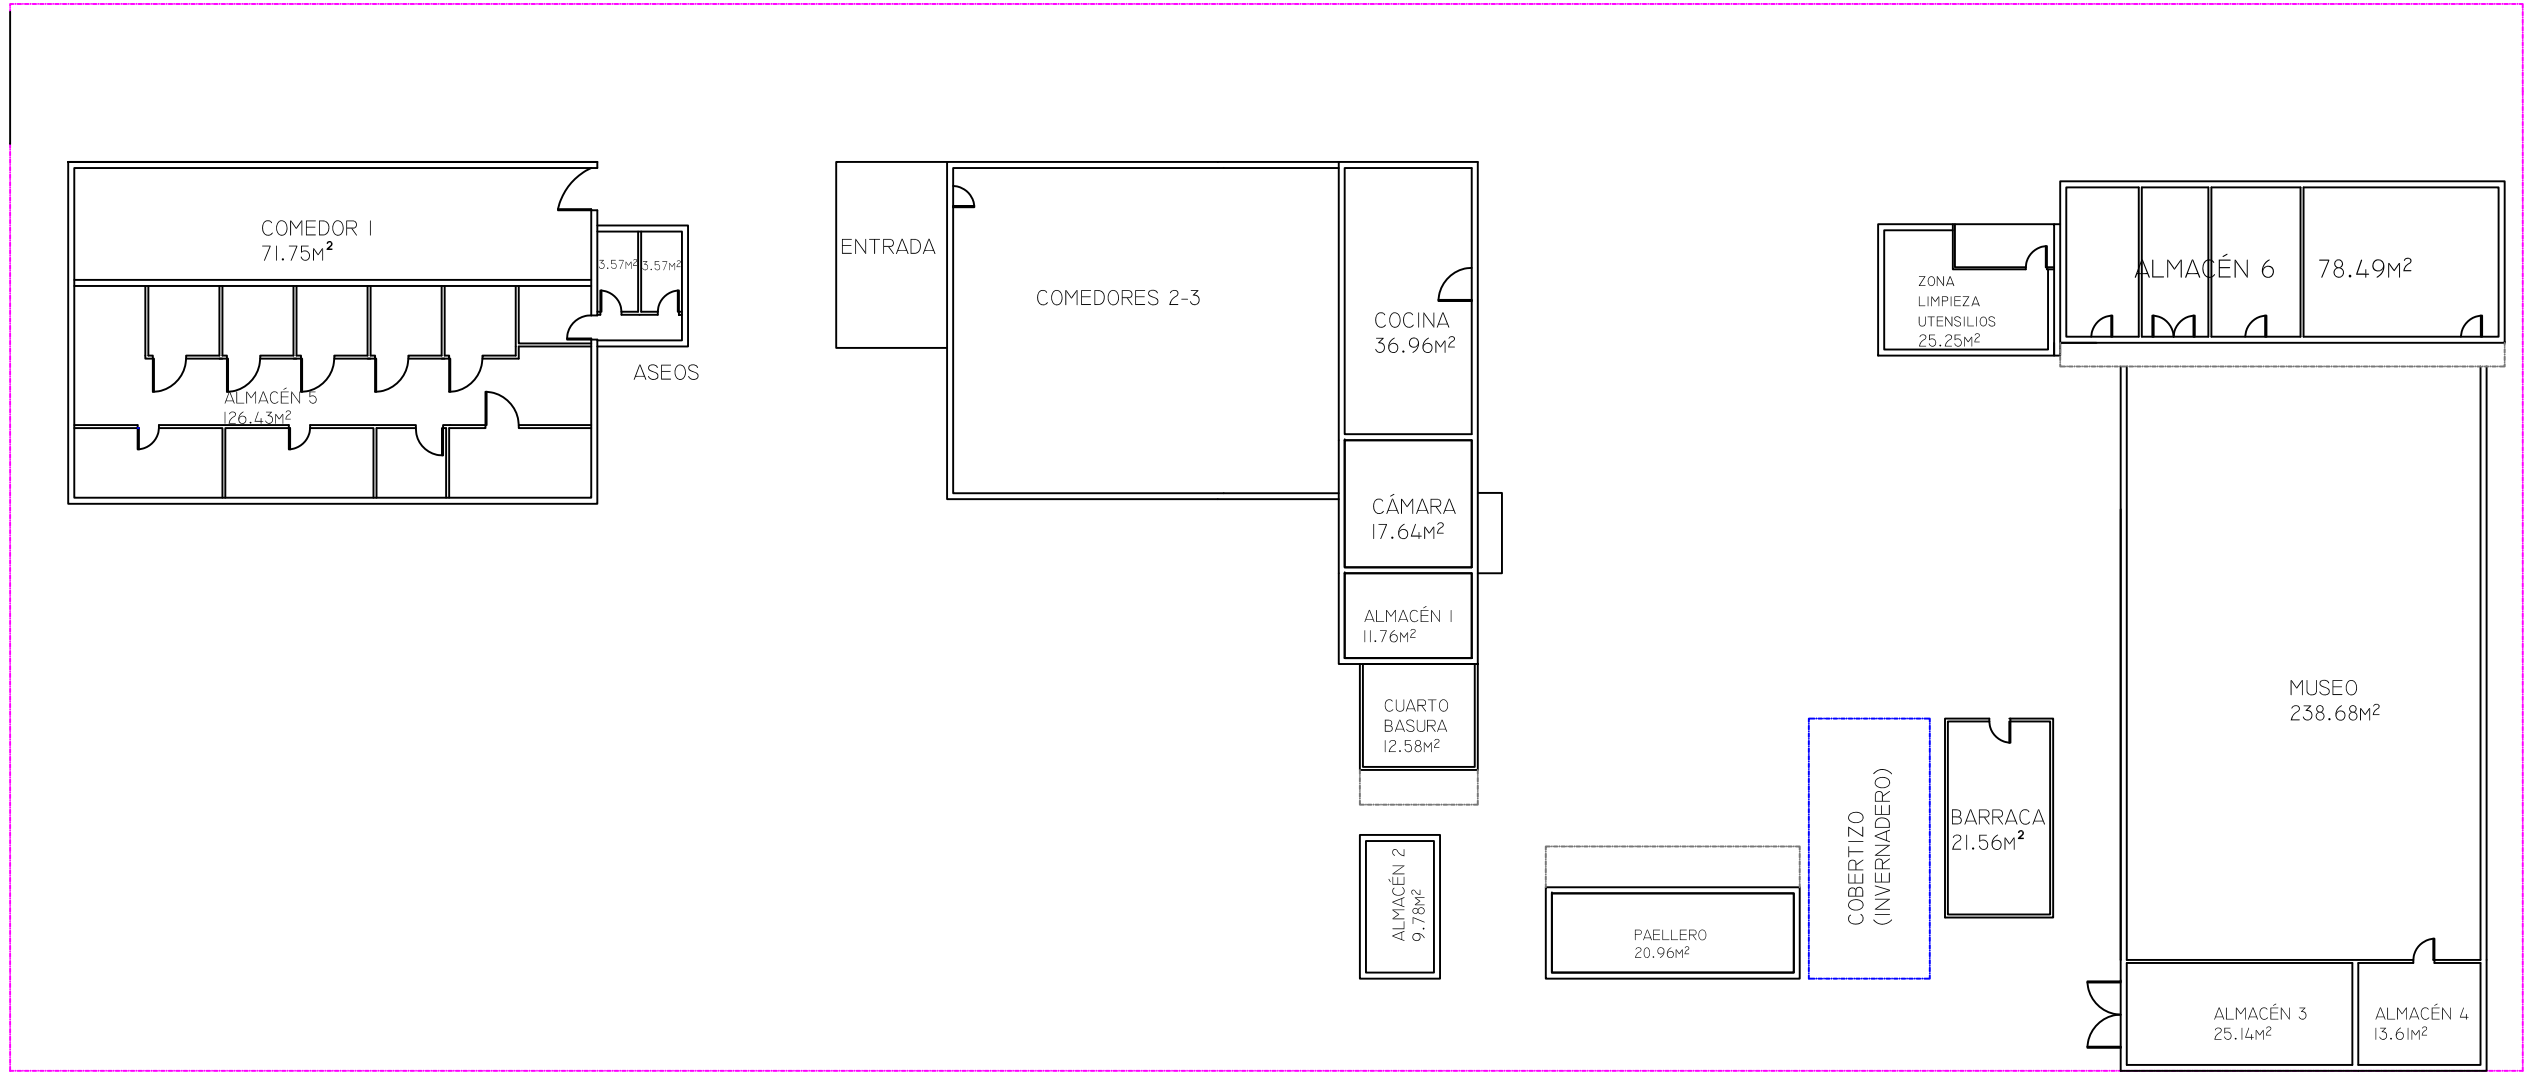 COMEDOR 1
71.75M²
3.57M² 3.57M²
ASEOS
ALMACÉN 5
126.43M²
ENTRADA
COMEDORES 2-3
COCINA
36.96M²
CÁMARA
17.64M²
ALMACÉN 1
11.76M²
CUARTO
BASURA
12.58M²
ALMACÉN 2
9.78M²
PAELLERO
20.96M²
COBERTIZO
(INVERNADERO)
BARRACA
21.56M²
ZONA
LIMPIEZA
UTENSILIOS
25.25M²
ALMACÉN 6 78.49M²
MUSEO
238.68M²
ALMACÉN 3
25.14M²
ALMACÉN 4
13.61M²